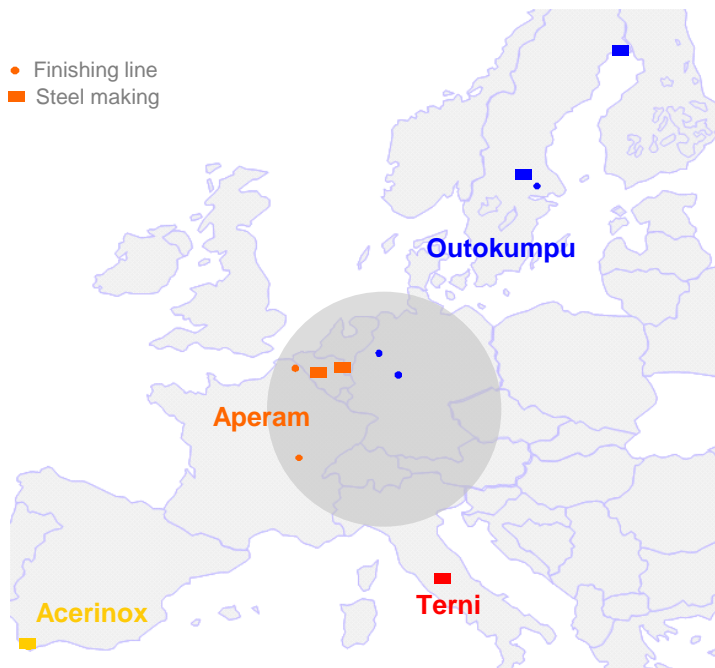 Finishing line
Steel making
Outokumpu
Aperam
Acerinox
Terni